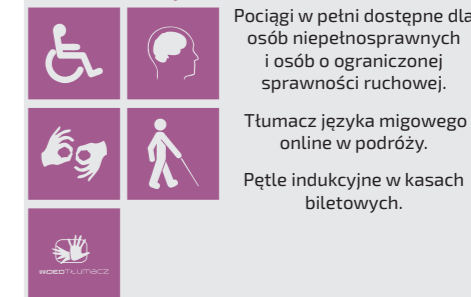 Pociągi w pełni dostępne dla
osób niepełnosprawnych
i osób o ograniczonej
sprawności ruchowej.
Tłumacz języka migowego
online w podróży.
Pętle indukcyjne w kasach
biletowych.
WIDEOTŁUMACZ